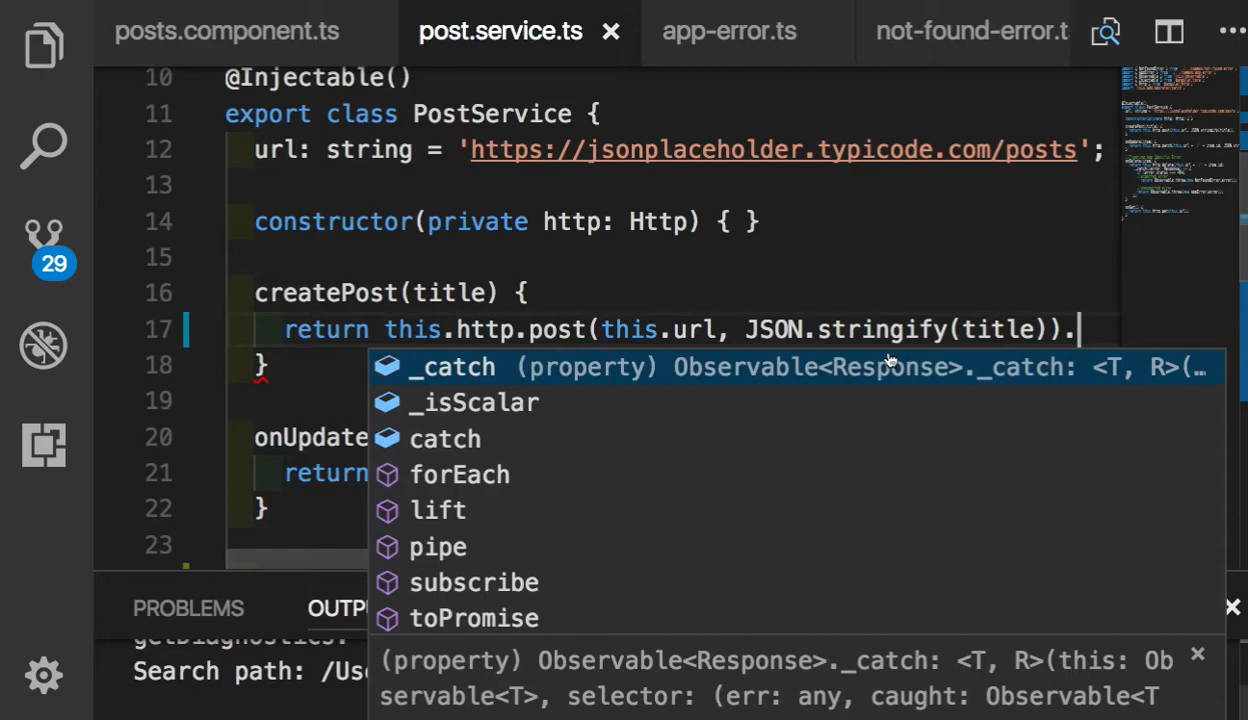 posts.component.ts post.service.ts app-error.ts not-found-error.t
10 @Injectable()
11 export class PostService {
12 url: string = 'https://jsonplaceholder.typicode.com/posts';
13
14 constructor(private http: Http) { }
15
16 createPost(title) {
17 return this.http.post(this.url, JSON.stringify(title)).
18 }
19
20 onUpdate
21 return
22 }
23
29
_catch (property) Observable<Response>._catch: <T, R>(…
_isScalar
catch
forEach
lift
pipe
subscribe
toPromise
(property) Observable<Response>._catch: <T, R>(this: Ob
servable<T>, selector: (err: any, caught: Observable<T
PROBLEMS OUTP
getDiagnostics:
Search path: /Use